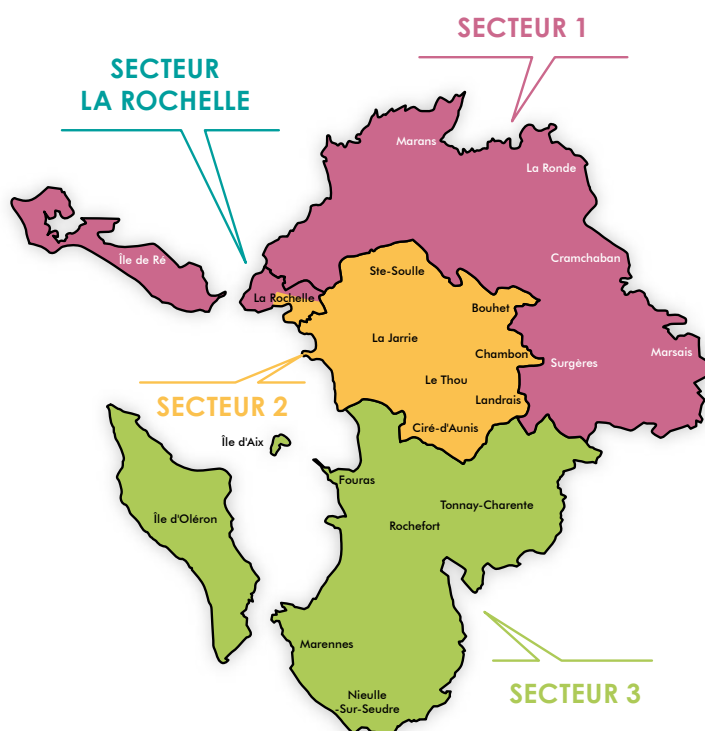 SECTEUR 1
SECTEUR
LA ROCHELLE
Marans
La Ronde
Île de Ré
Cramchaban
Ste-Soulle
La Rochelle
Bouhet
La Jarrie
Chambon
Surgères
Marsais
Le Thou
SECTEUR 2
Landrais
Ciré-d'Aunis
Île d'Aix
Fouras
Tonnay-Charente
Île d'Oléron
Rochefort
Marennes
SECTEUR 3
Nieulle
-Sur-Seudre